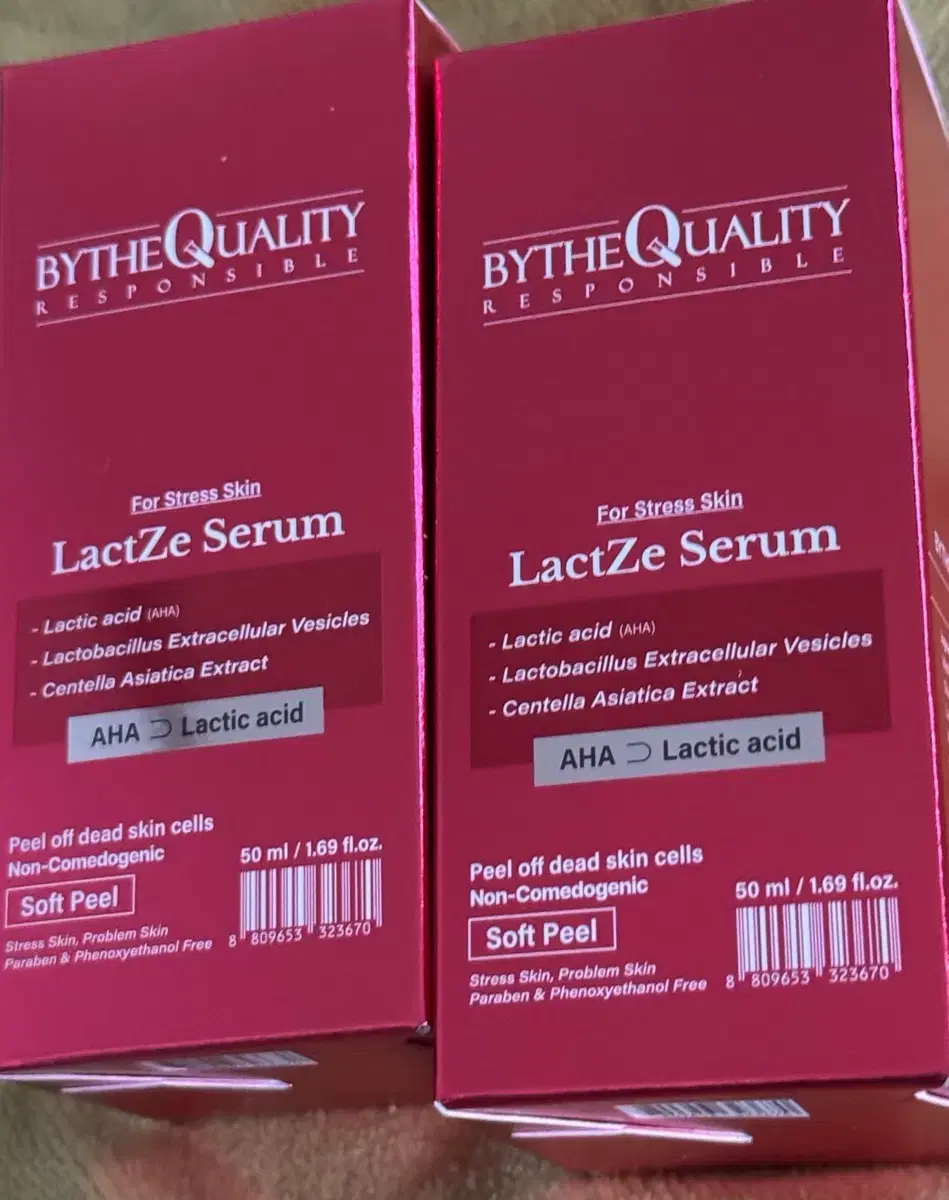 BYTHEQUALITY
RESPONSIBLE
For Stress Skin
LactZe Serum
- Lactic acid (AHA)
- Lactobacillus Extracellular Vesicles
- Centella Asiatica Extract
AHA ⊃ Lactic acid
Peel off dead skin cells
Non-Comedogenic
Soft Peel
Stress Skin, Problem Skin
Paraben & Phenoxyethanol Free
50 ml / 1.69 fl.oz.
8 809653 323670
BYTHEQUALITY
RESPONSIBLE
For Stress Skin
LactZe Serum
- Lactic acid (AHA)
- Lactobacillus Extracellular Vesicles
- Centella Asiatica Extract
AHA ⊃ Lactic acid
Peel off dead skin cells
Non-Comedogenic
Soft Peel
Stress Skin, Problem Skin
Paraben & Phenoxyethanol Free
50 ml / 1.69 fl.oz.
8 809653 323670